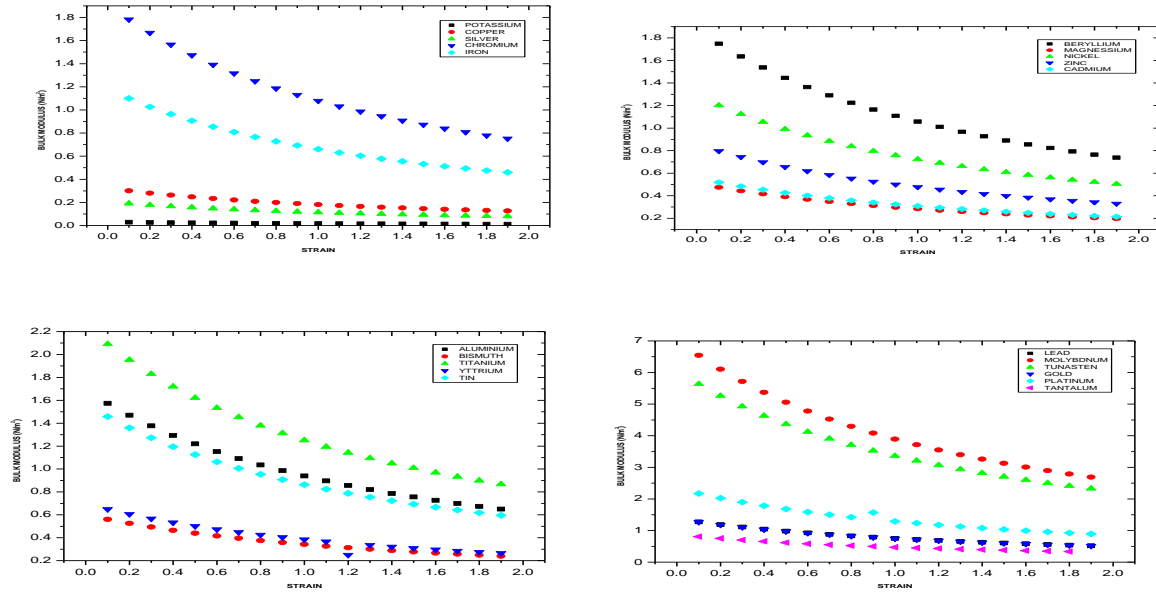 1.8
1.6
1.4
1.2
1.0
0.8
0.6
0.4
0.2
0.0
BULK MODULUS (N/m²)
POTASSIUM
COPPER
SILVER
CHROMIUM
IRON
0.0 0.2 0.4 0.6 0.8 1.0 1.2 1.4 1.6 1.8 2.0
STRAIN
1.8
1.6
1.4
1.2
1.0
0.8
0.6
0.4
0.2
BULK MODULUS (N/m²)
BERYLLIUM
MAGNESSIUM
NICKEL
ZINC
CADMIUM
0.0 0.2 0.4 0.6 0.8 1.0 1.2 1.4 1.6 1.8 2.0
STRAIN
2.2
2.0
1.8
1.6
1.4
1.2
1.0
0.8
0.6
0.4
0.2
BULK MODULUS (N/m²)
ALUMINIUM
BISMUTH
TITANIUM
YTTRIUM
TIN
0.0 0.2 0.4 0.6 0.8 1.0 1.2 1.4 1.6 1.8 2.0
STRAIN
7
6
5
4
3
2
1
0
BULK MODULUS (N/m²)
LEAD
MOLYBDNUM
TUNASTEN
GOLD
PLATINUM
TANTALUM
0.0 0.2 0.4 0.6 0.8 1.0 1.2 1.4 1.6 1.8 2.0
STRAIN